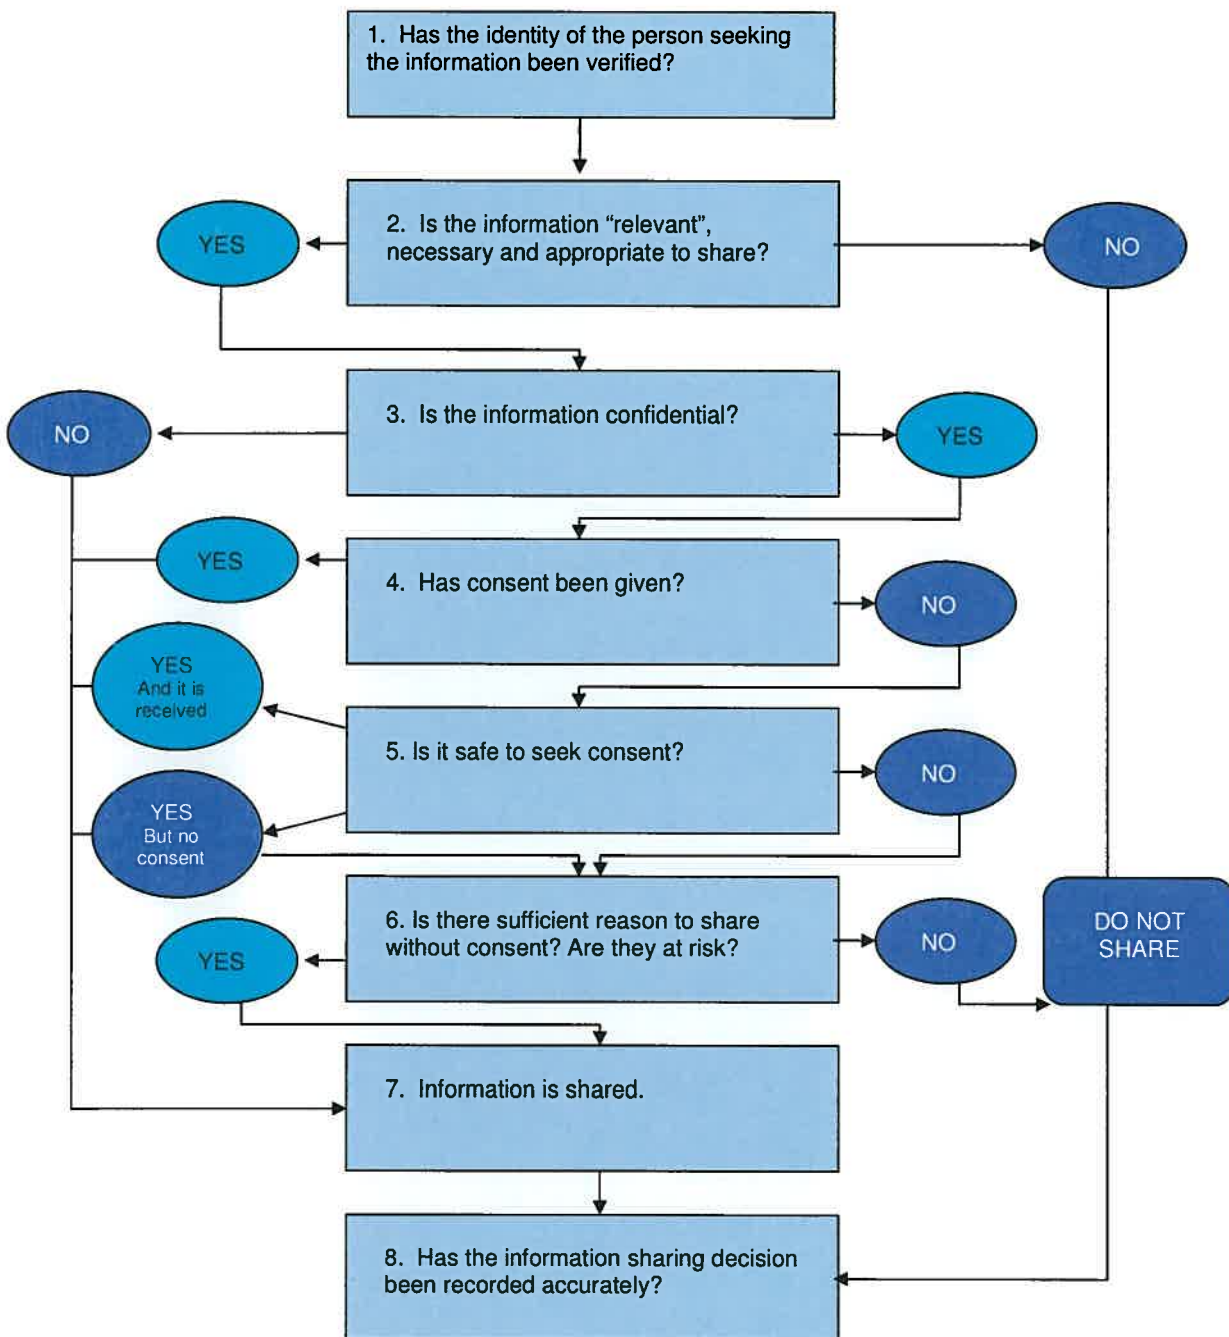 1. Has the identity of the person seeking
the information been verified?
2. Is the information “relevant”,
necessary and appropriate to share?
YES
NO
3. Is the information confidential?
NO
YES
4. Has consent been given?
YES
NO
YES
And it is
received
5. Is it safe to seek consent?
NO
YES
But no
consent
6. Is there sufficient reason to share
without consent? Are they at risk?
YES
NO
DO NOT
SHARE
7. Information is shared.
8. Has the information sharing decision
been recorded accurately?